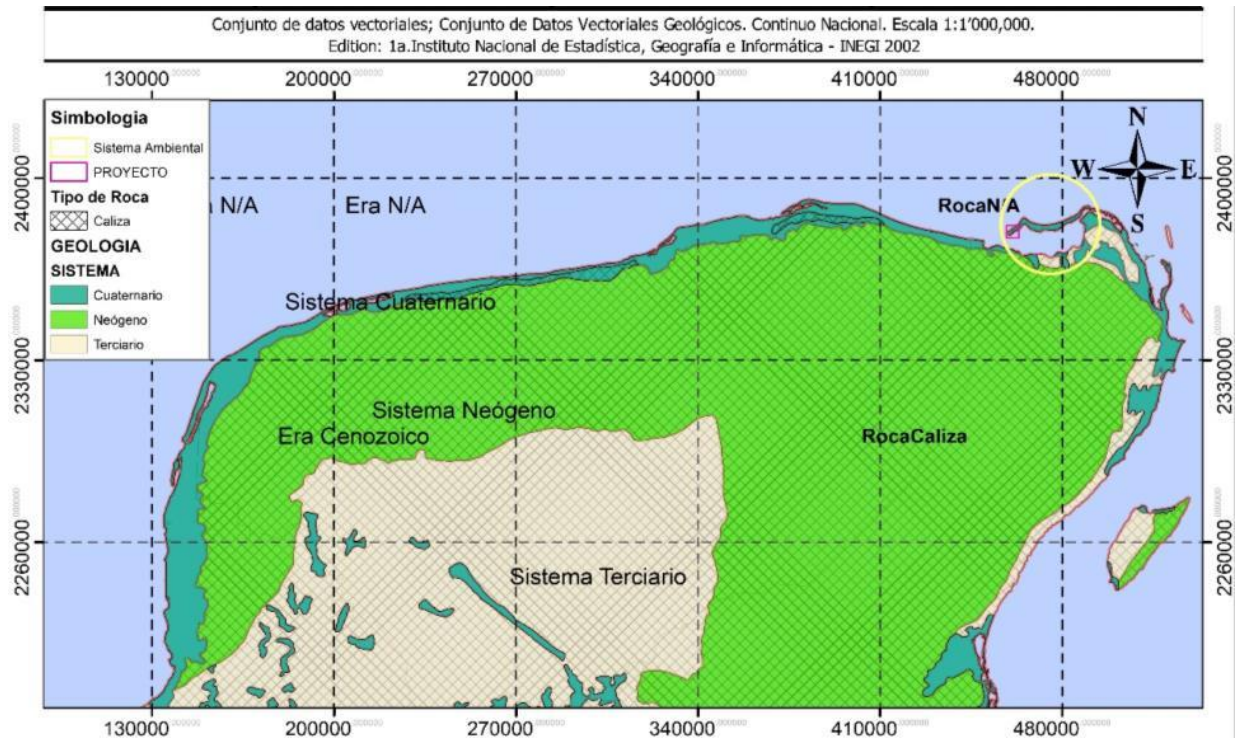 Conjunto de datos vectoriales; Conjunto de Datos Vectoriales Geológicos. Continuo Nacional. Escala 1:1'000,000.
Edition: 1a.Instituto Nacional de Estadística, Geografía e Informática - INEGI 2002
130000 200000 270000 340000 410000 480000
Simbologia
Sistema Ambiental
PROYECTO
Tipo de Roca
Caliza
GEOLOGIA
SISTEMA
Cuaternario
Neógeno
Terciario
N
W E
S
2400000 2400000
N/A Era N/A RocaN/A
Sistema Cuaternario
2330000 2330000
Sistema Neógeno
Era Cenozoico RocaCaliza
2260000 2260000
Sistema Terciario
130000 200000 270000 340000 410000 480000